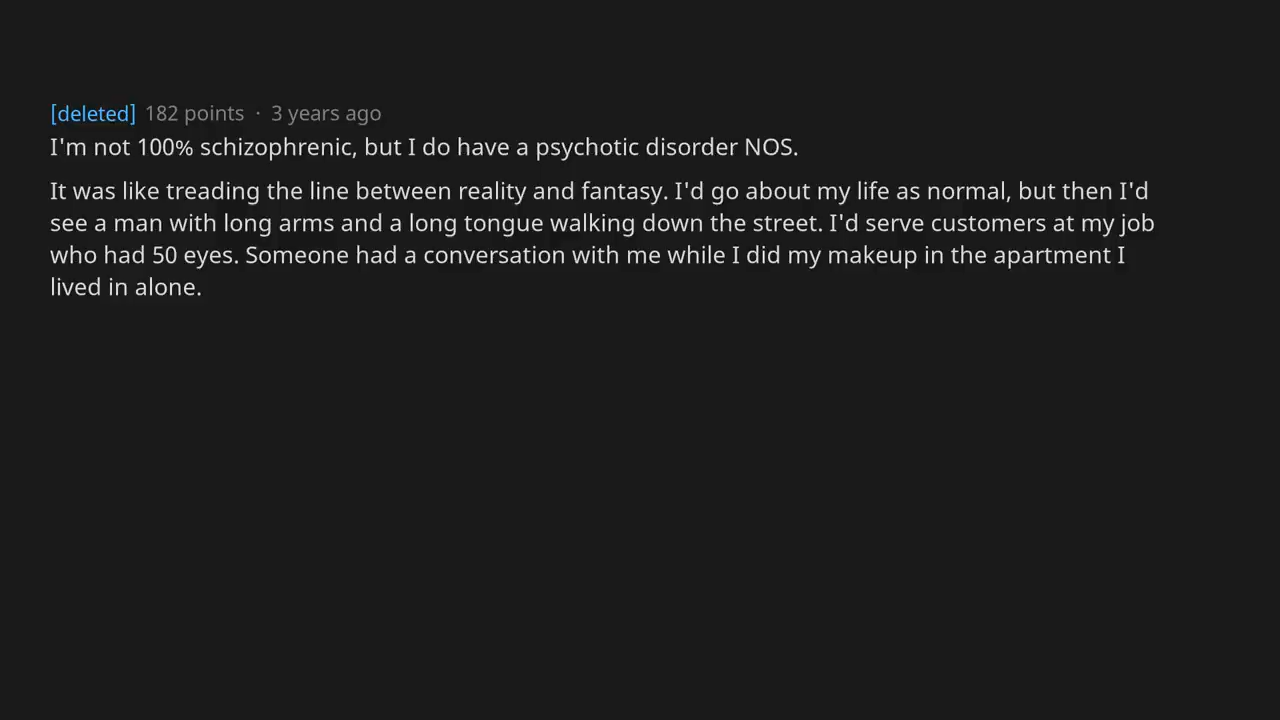 [deleted] 182 points · 3 years ago
I'm not 100% schizophrenic, but I do have a psychotic disorder NOS.
It was like treading the line between reality and fantasy. I'd go about my life as normal, but then I'd
see a man with long arms and a long tongue walking down the street. I'd serve customers at my job
who had 50 eyes. Someone had a conversation with me while I did my makeup in the apartment I
lived in alone.